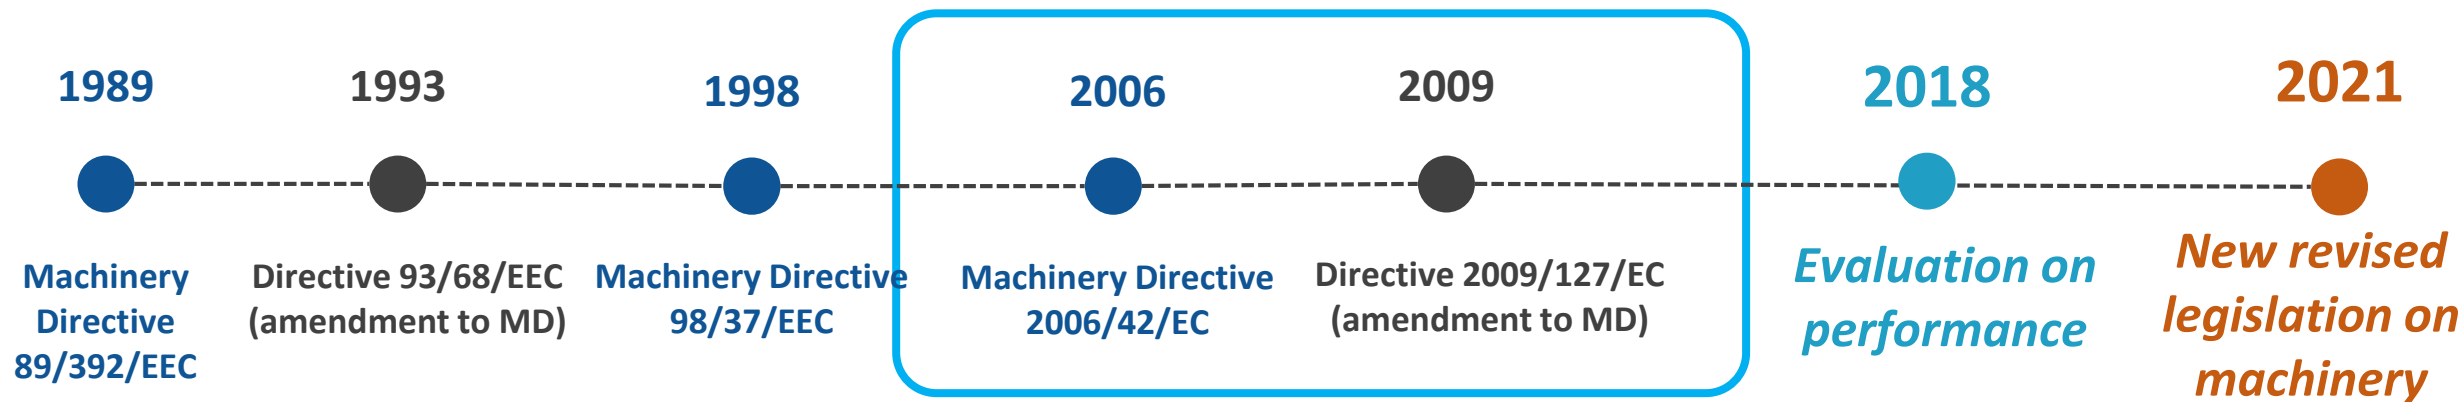 1989
Machinery
Directive
89/392/EEC
1993
Directive 93/68/EEC
(amendment to MD)
1998
Machinery Directive
98/37/EEC
2006
Machinery Directive
2006/42/EC
2009
Directive 2009/127/EC
(amendment to MD)
2018
Evaluation on
performance
2021
New revised
legislation on
machinery